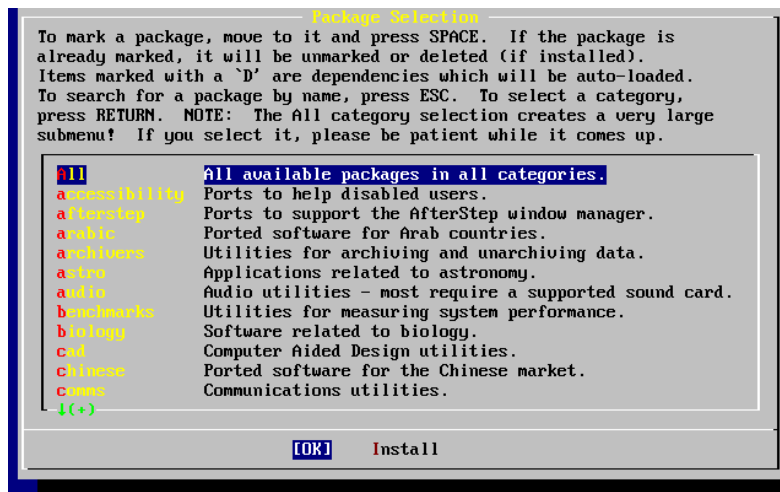 Package Selection
To mark a package, move to it and press SPACE.  If the package is
already marked, it will be unmarked or deleted (if installed).
Items marked with a `D' are dependencies which will be auto-loaded.
To search for a package by name, press ESC.  To select a category,
press RETURN.  NOTE:  The All category selection creates a very large
submenu!  If you select it, please be patient while it comes up.
All All available packages in all categories.
accessibility Ports to help disabled users.
afterstep Ports to support the AfterStep window manager.
arabic Ported software for Arab countries.
archivers Utilities for archiving and unarchiving data.
astro Applications related to astronomy.
audio Audio utilities - most require a supported sound card.
benchmarks Utilities for measuring system performance.
biology Software related to biology.
cad Computer Aided Design utilities.
chinese Ported software for the Chinese market.
comms Communications utilities.
↓(+)
[OK] Install